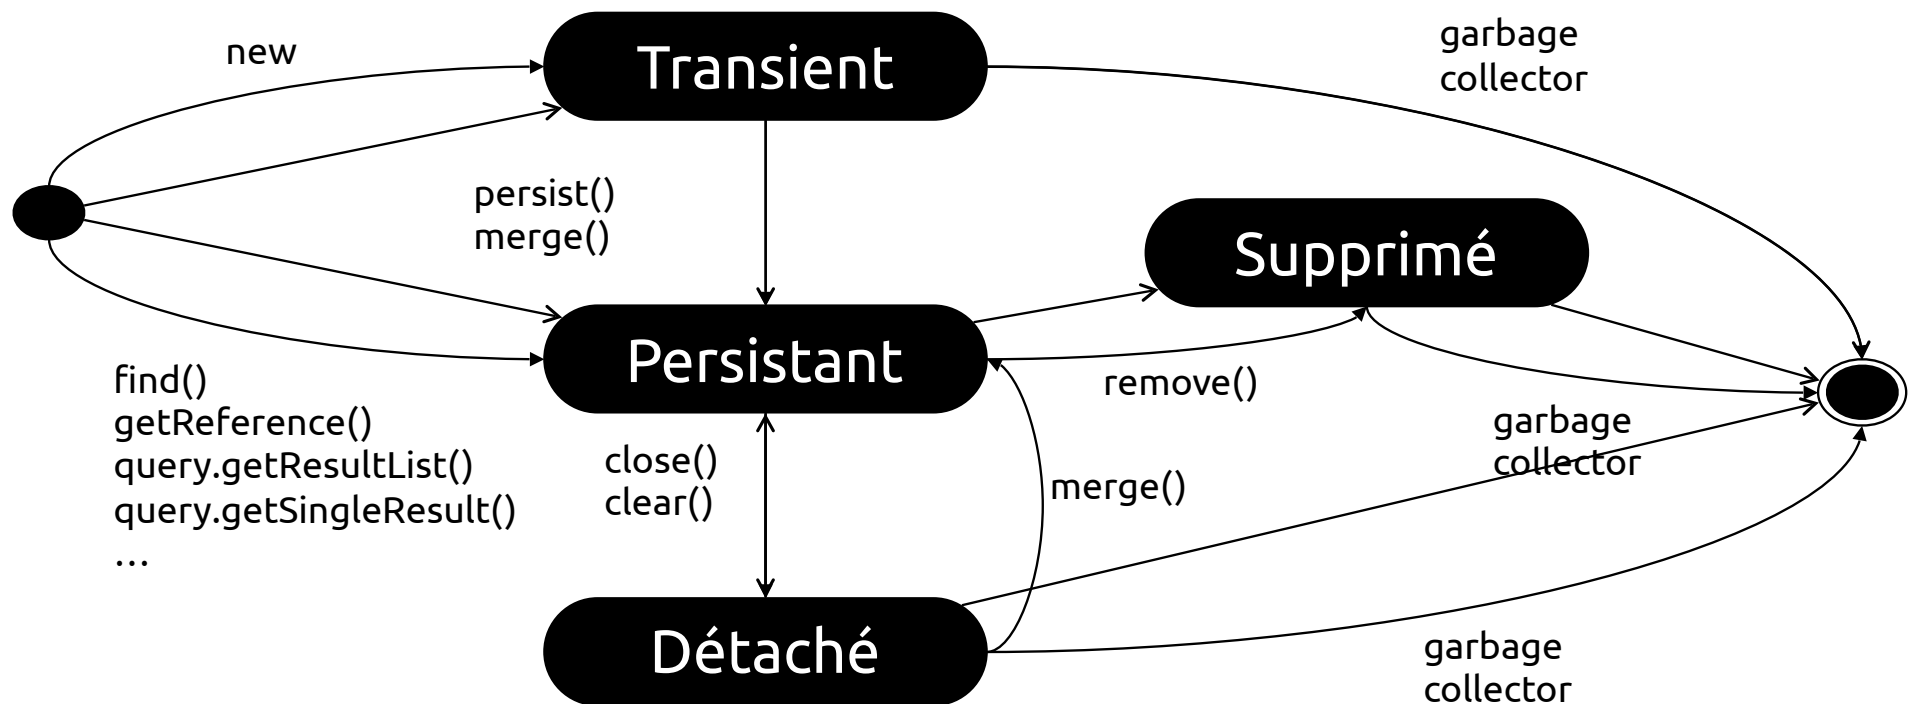 new
Transient
garbage
collector
persist()
merge()
Supprimé
Persistant
remove()
find()
getReference()
query.getResultList()
query.getSingleResult()
...
close()
clear()
merge()
garbage
collector
Détaché
garbage
collector